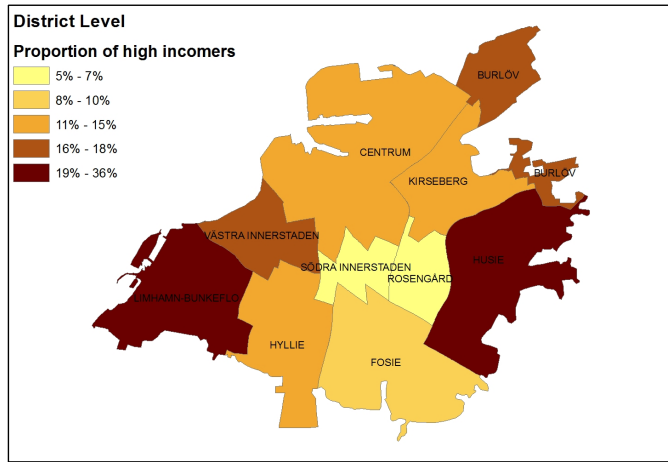 District Level
Proportion of high incomers
5% - 7%
8% - 10%
11% - 15%
16% - 18%
19% - 36%
BURLÖV
CENTRUM
KIRSEBERG
BURLÖV
VÄSTRA INNERSTADEN
HUSIE
SÖDRA INNERSTADEN
ROSENGÅRD
LIMHAMN-BUNKEFLO
HYLLIE
FOSIE